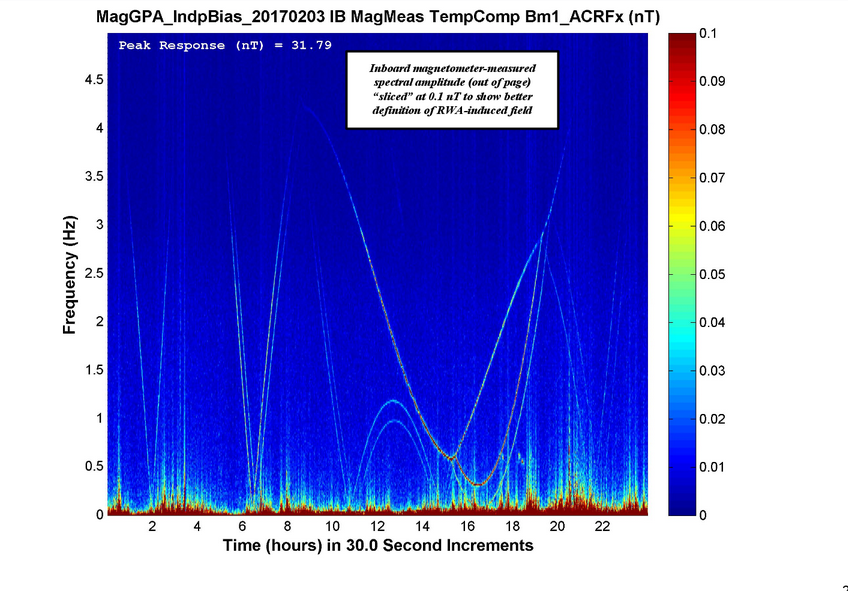 MagGPA_IndpBias_20170203 IB MagMeas TempComp Bm1_ACRFx (nT)
Peak Response (nT) = 31.79
Inboard magnetometer-measured
spectral amplitude (out of page)
“sliced” at 0.1 nT to show better
definition of RWA-induced field
Frequency (Hz)
4.5
4
3.5
3
2.5
2
1.5
1
0.5
0
2 4 6 8 10 12 14 16 18 20 22
Time (hours) in 30.0 Second Increments
0.1
0.09
0.08
0.07
0.06
0.05
0.04
0.03
0.02
0.01
0